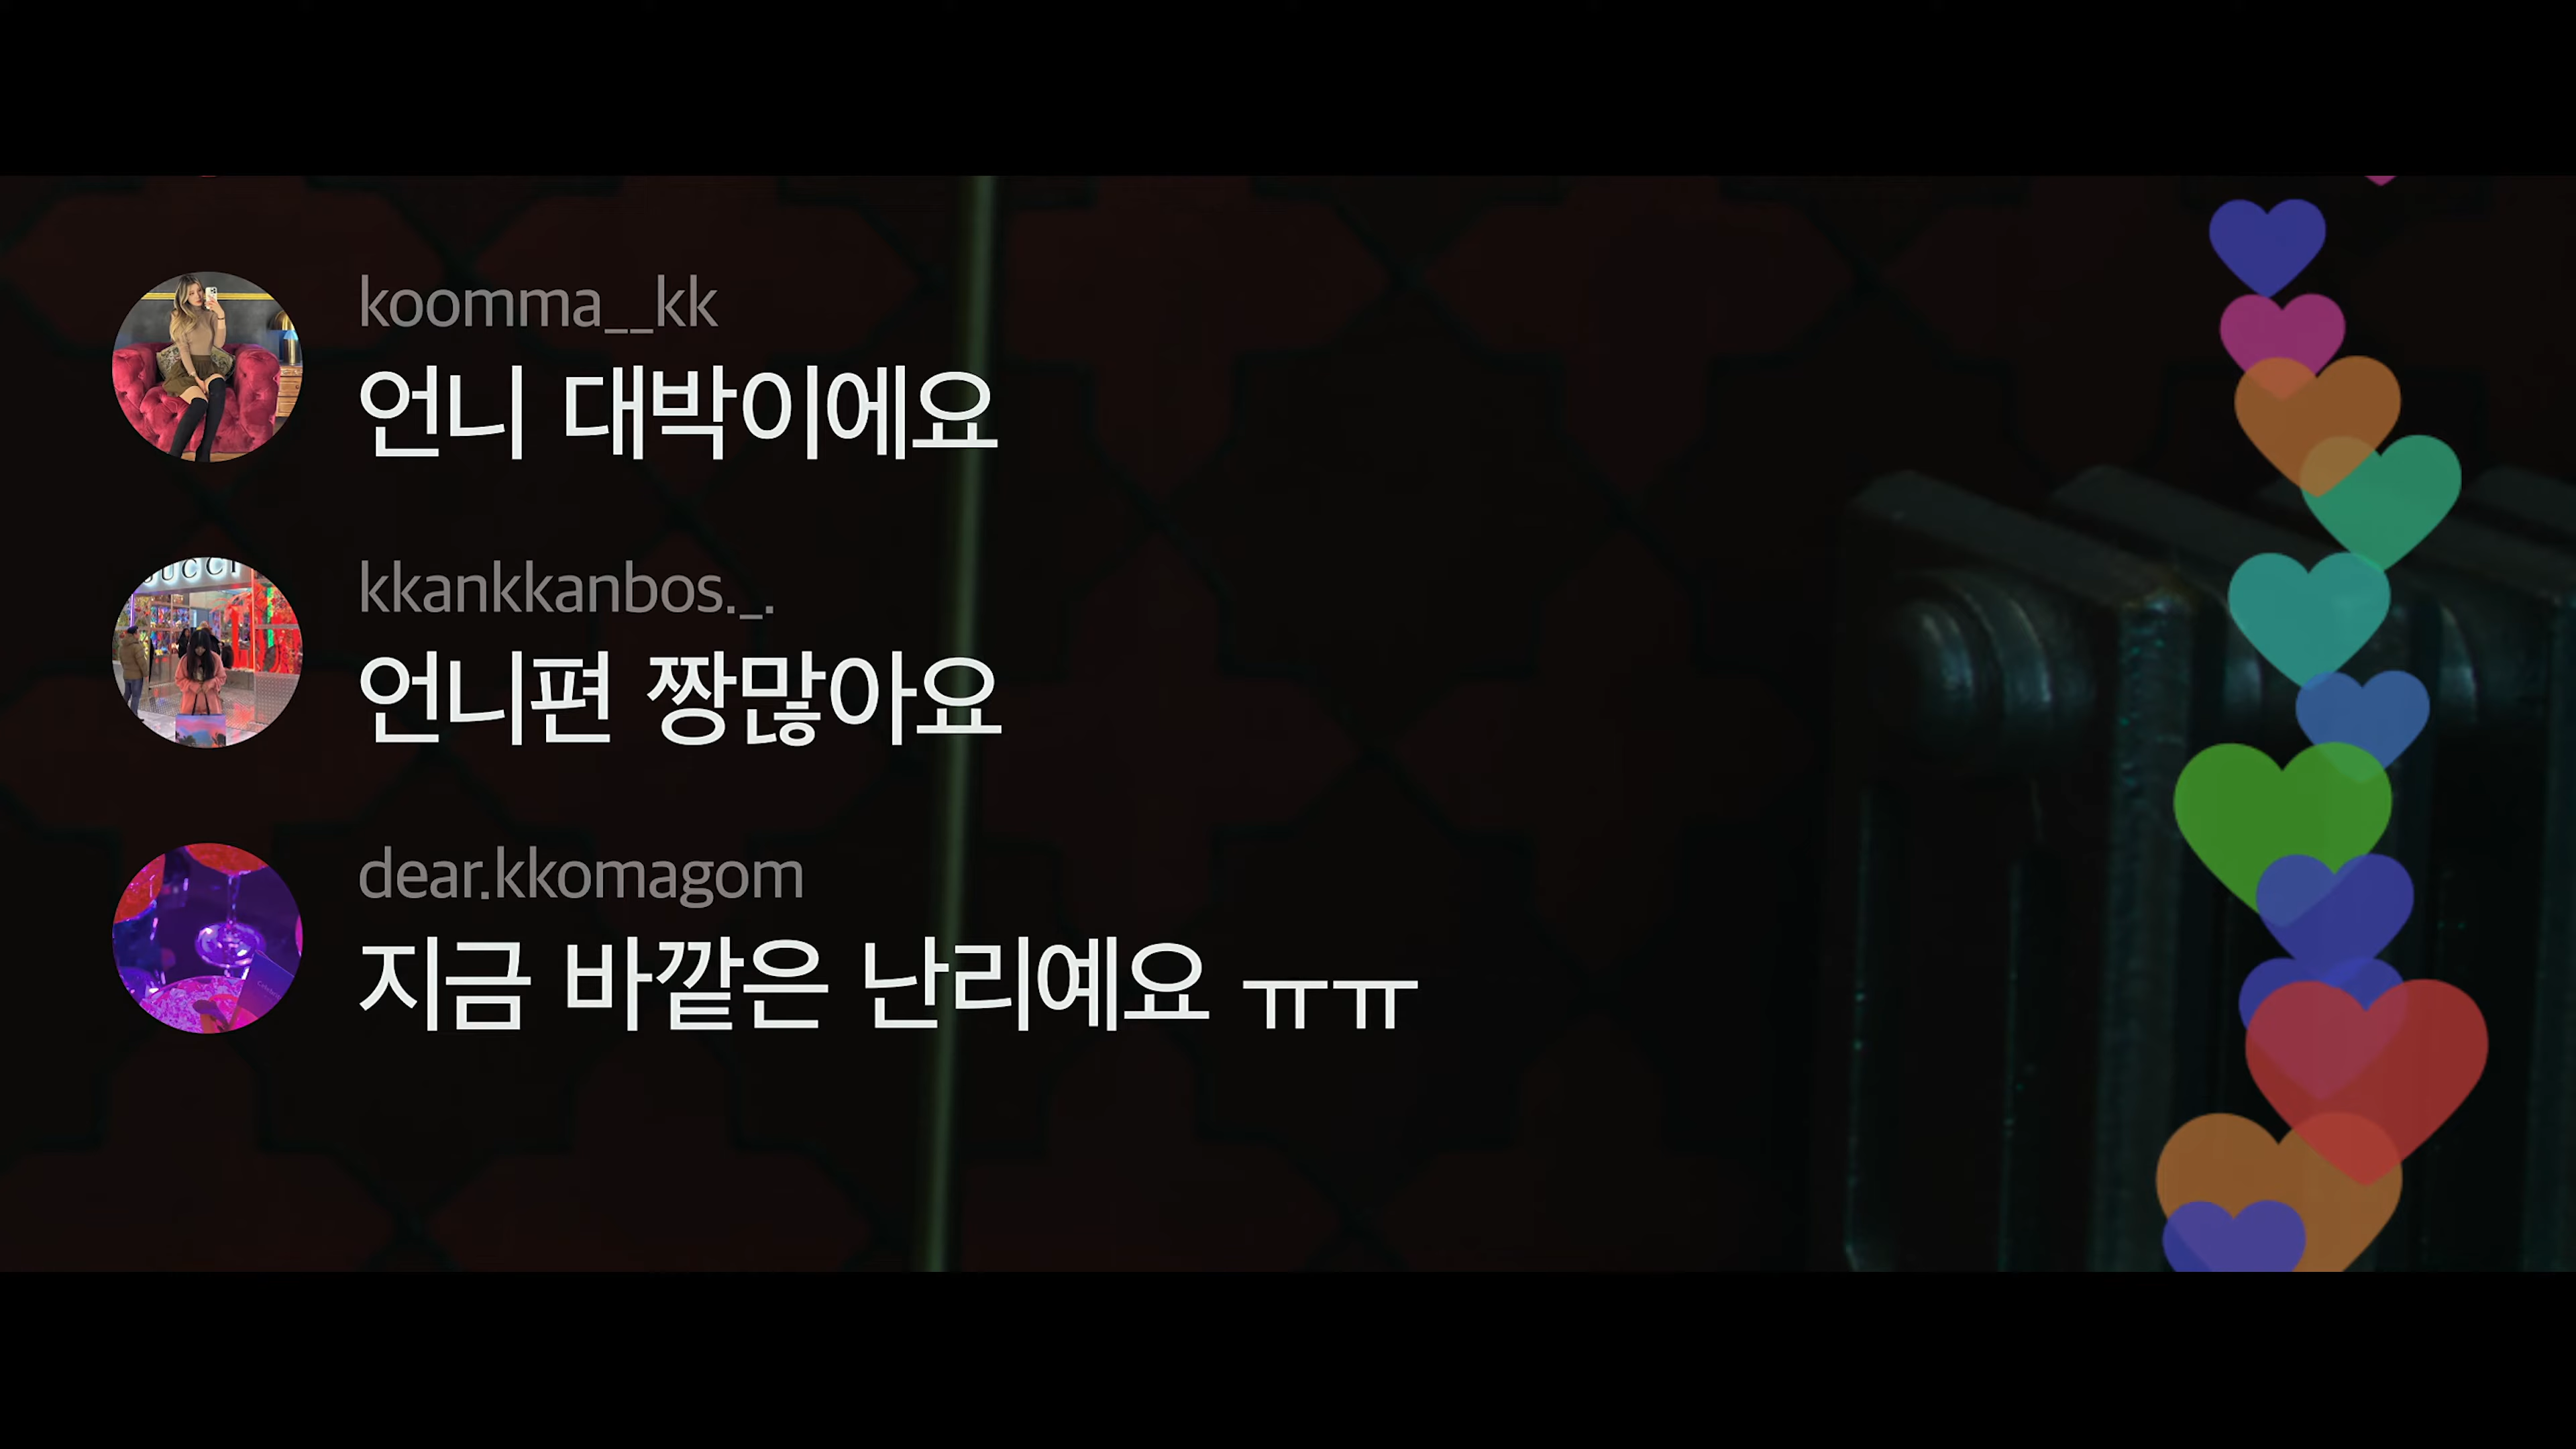 koomma__kk
언니 대박이에요
GUCCI
kkankkanbos._.
언니편 짱많아요
dear.kkomagom
지금 바깥은 난리예요 ㅠㅠ